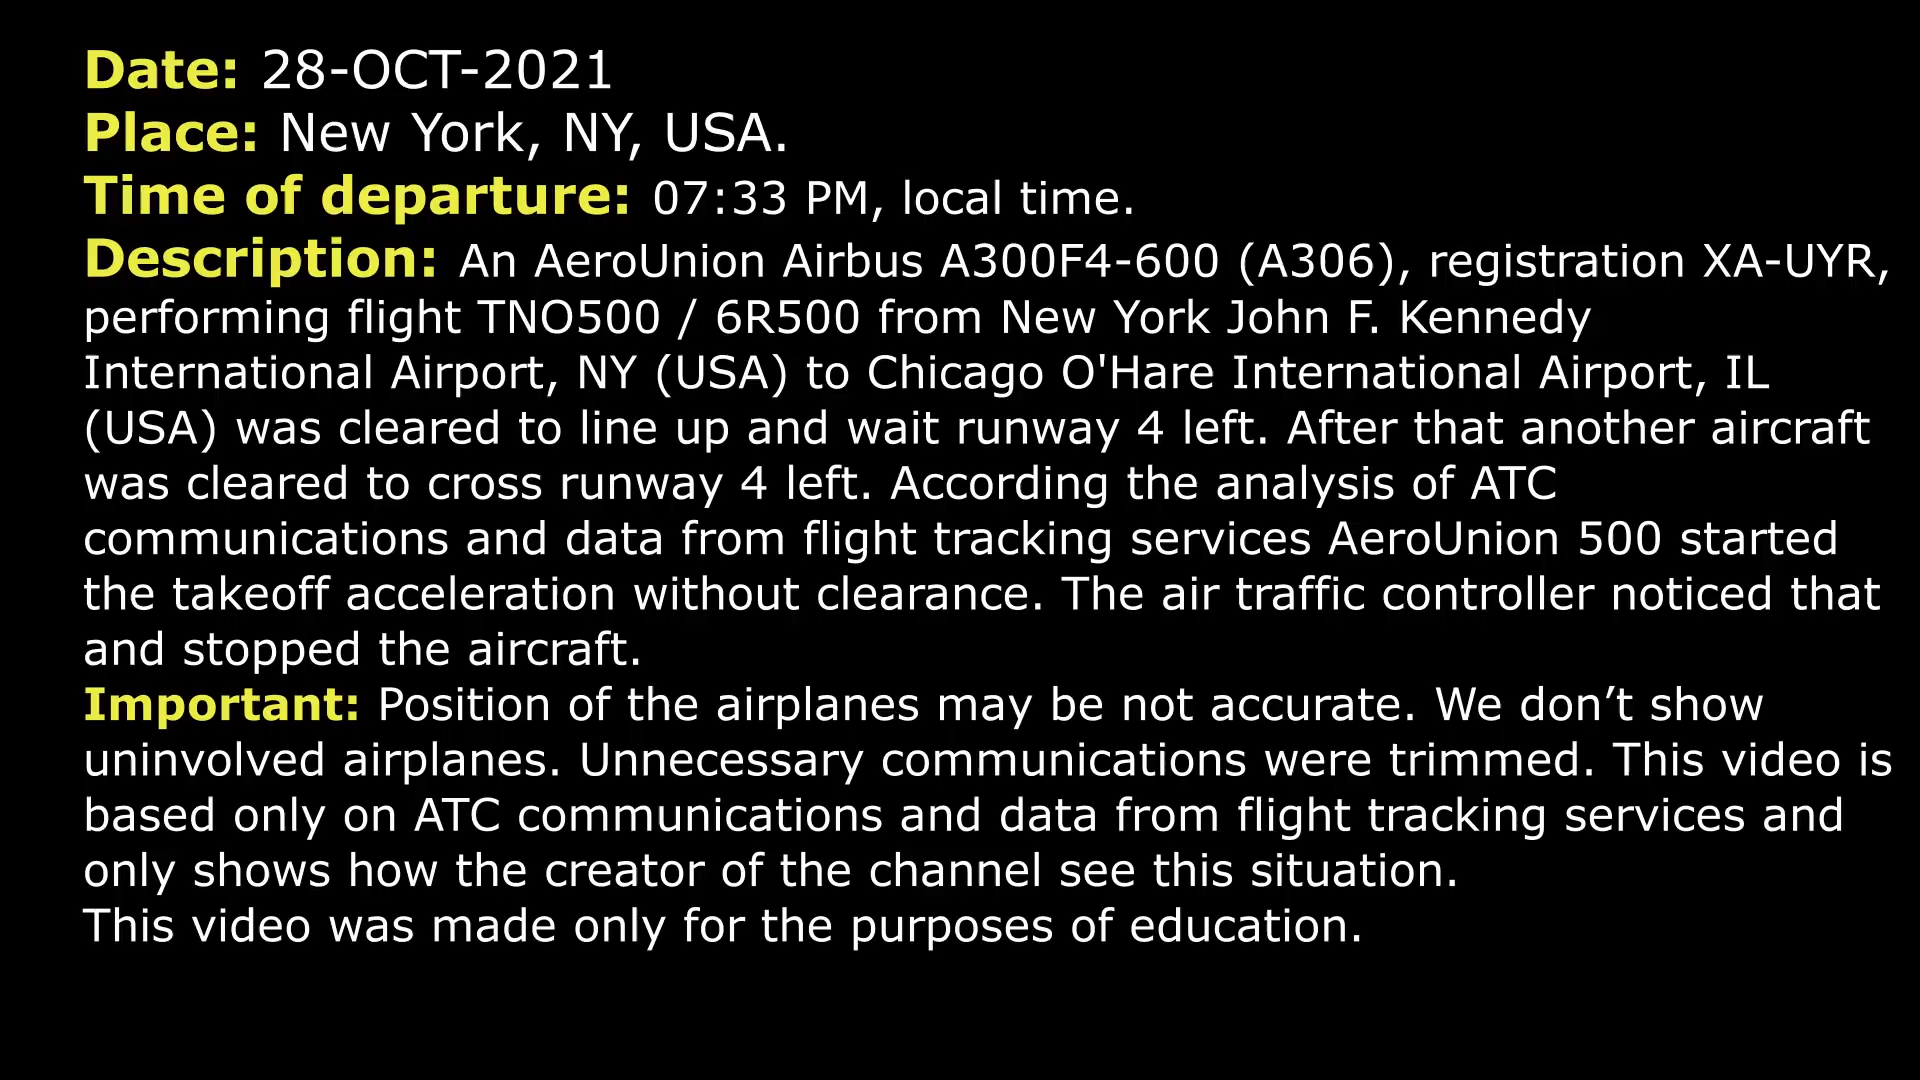 Date: 28-OCT-2021
Place: New York, NY, USA.
Time of departure: 07:33 PM, local time.
Description: An AeroUnion Airbus A300F4-600 (A306), registration XA-UYR,
performing flight TNO500 / 6R500 from New York John F. Kennedy
International Airport, NY (USA) to Chicago O'Hare International Airport, IL
(USA) was cleared to line up and wait runway 4 left. After that another aircraft
was cleared to cross runway 4 left. According the analysis of ATC
communications and data from flight tracking services AeroUnion 500 started
the takeoff acceleration without clearance. The air traffic controller noticed that
and stopped the aircraft.
Important: Position of the airplanes may be not accurate. We don’t show
uninvolved airplanes. Unnecessary communications were trimmed. This video is
based only on ATC communications and data from flight tracking services and
only shows how the creator of the channel see this situation.
This video was made only for the purposes of education.